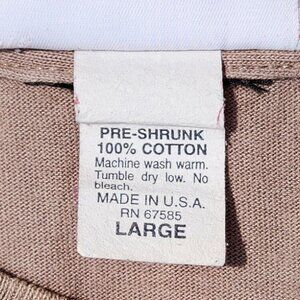 PRE-SHRUNK
100% COTTON
Machine wash warm.
Tumble dry low. No
bleach.
MADE IN U.S.A.
RN 67585
LARGE